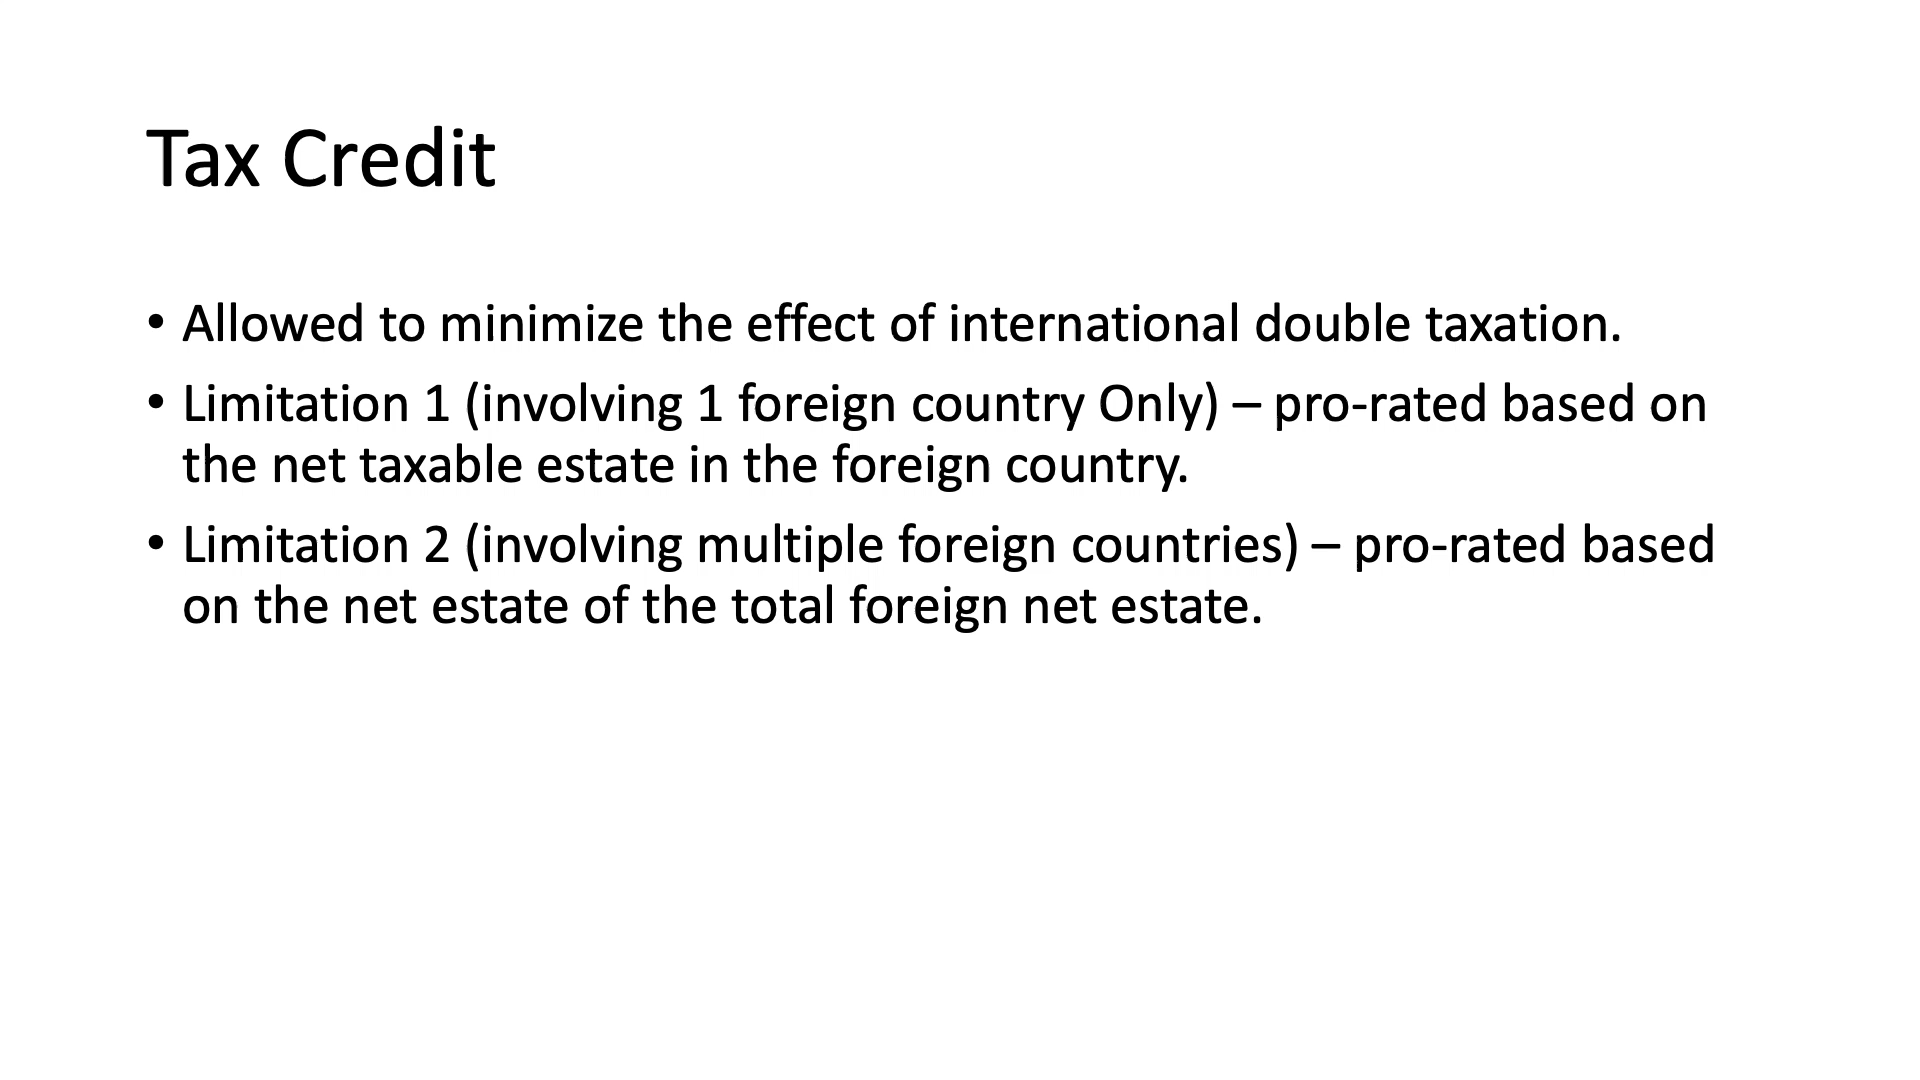 Tax Credit
• Allowed to minimize the effect of international double taxation.
• Limitation 1 (involving 1 foreign country Only) – pro-rated based on
the net taxable estate in the foreign country.
• Limitation 2 (involving multiple foreign countries) – pro-rated based
on the net estate of the total foreign net estate.